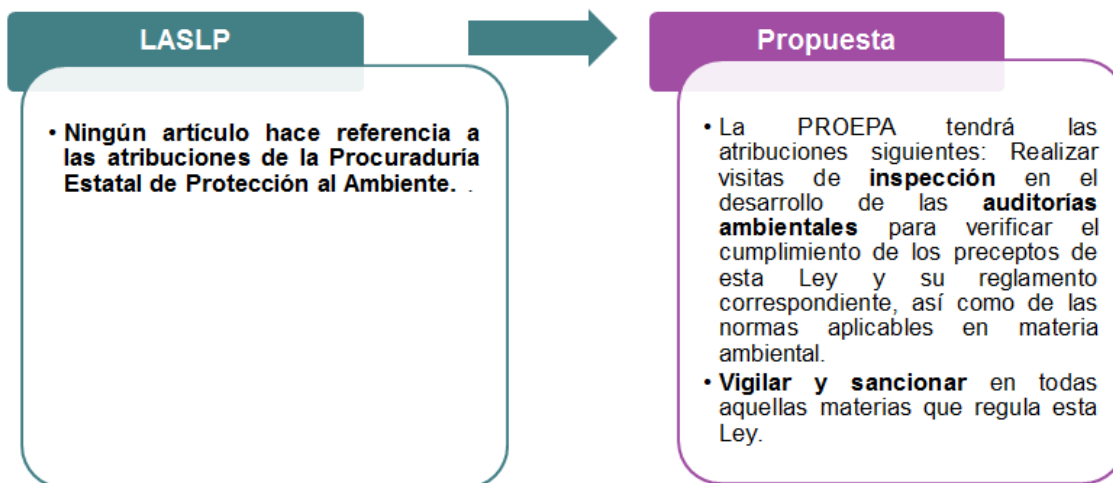 LASLP
• Ningún artículo hace referencia a
las atribuciones de la Procuraduría
Estatal de Protección al Ambiente. .
Propuesta
• La PROEPA tendrá las
atribuciones siguientes: Realizar
visitas de inspección en el
desarrollo de las auditorías
ambientales para verificar el
cumplimiento de los preceptos de
esta Ley y su reglamento
correspondiente, así como de las
normas aplicables en materia
ambiental.
• Vigilar y sancionar en todas
aquellas materias que regula esta
Ley.